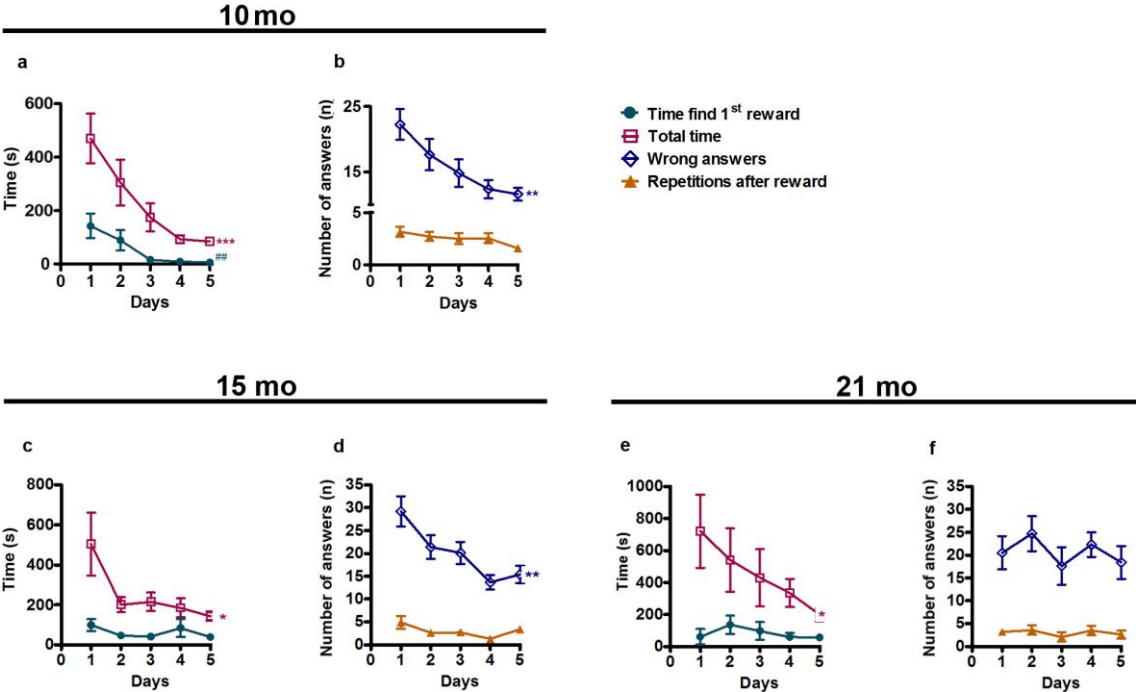 10 mo
a
b
600
400
200
0
Time (s)
0 1 2 3 4 5
Days
***
##
25
15
5
0
Number of answers (n)
0 1 2 3 4 5
Days
**
Time find 1st reward
Total time
Wrong answers
Repetitions after reward
15 mo
21 mo
c
d
e
f
800
600
400
200
0
Time (s)
0 1 2 3 4 5
Days
*
35
30
25
20
15
10
5
0
Number of answers (n)
0 1 2 3 4 5
Days
**
1000
800
600
400
200
0
Time (s)
0 1 2 3 4 5
Days
*
35
30
25
20
15
10
5
0
Number of answers (n)
0 1 2 3 4 5
Days